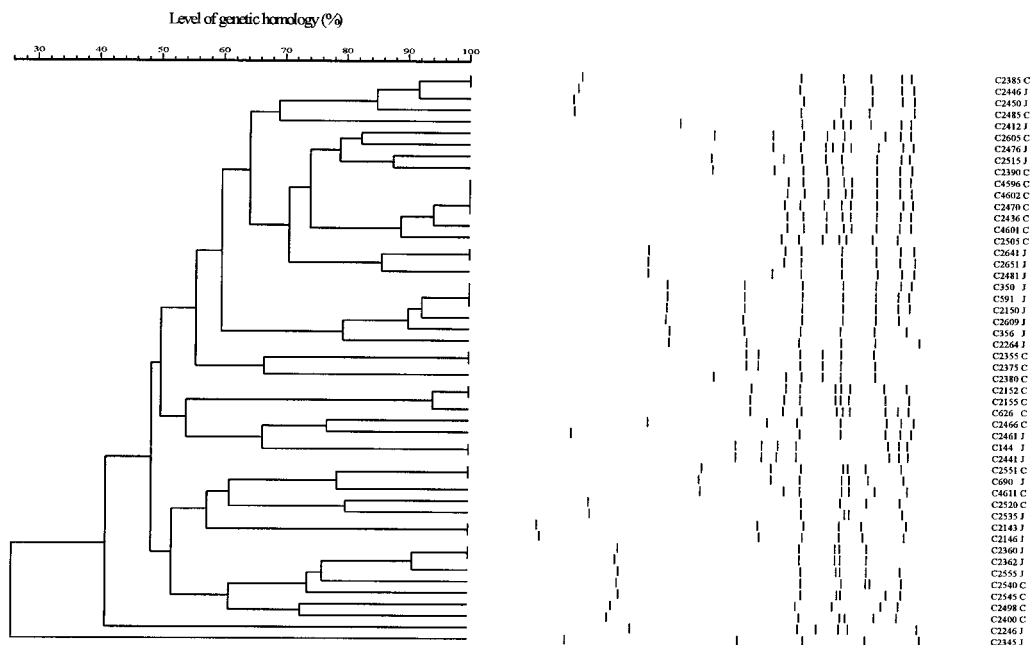 Level of genetic homology (%)
30 40 50 60 70 80 90 100
C2385 C
C2446 J
C2450 J
C2485 C
C2412 J
C2605 C
C2476 J
C2515 J
C2390 C
C4596 C
C4602 C
C2470 C
C2436 C
C4601 C
C2505 C
C2641 J
C2651 J
C2481 J
C350 J
C591 J
C2150 J
C2609 J
C356 J
C2264 J
C2355 C
C2375 C
C2380 C
C2152 C
C2155 C
C626 C
C2466 C
C2461 J
C144 J
C2441 J
C2551 C
C690 J
C4611 C
C2520 C
C2535 J
C2143 J
C2146 J
C2360 J
C2362 J
C2555 J
C2540 C
C2545 C
C2498 C
C2400 C
C2246 J
C2345 J